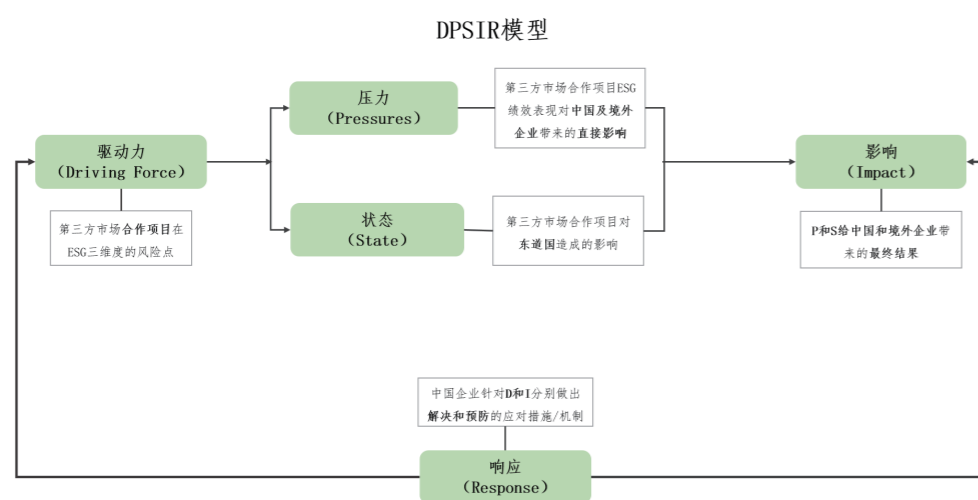 DPSIR模型
压力
(Pressures)
第三方市场合作项目ESG
绩效表现对中国及境外
企业带来的直接影响
驱动力
(Driving Force)
影响
(Impact)
第三方市场合作项目在
ESG三维度的风险点
状态
(State)
第三方市场合作项目对
东道国造成的影响
P和S给中国和境外企业带
来的最终结果
中国企业针对D和I分别做出
解决和预防的应对措施/机制
响应
(Response)